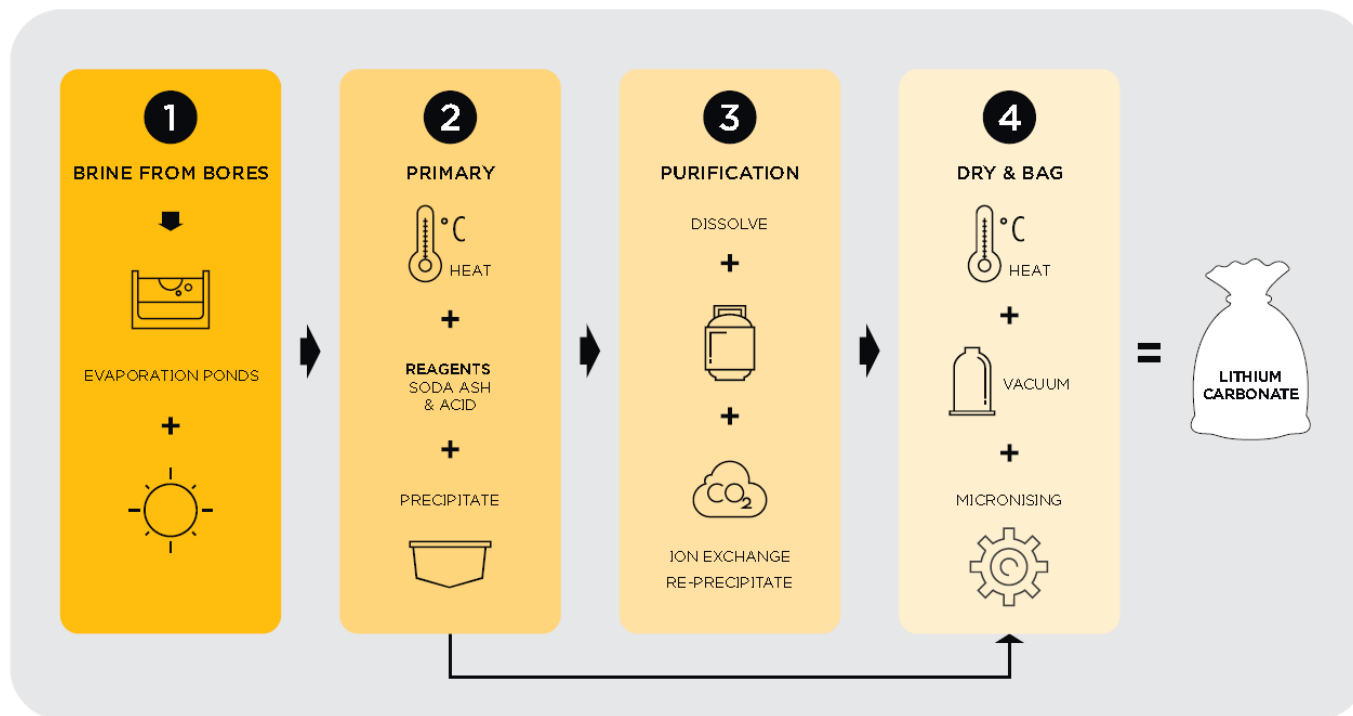 1
BRINE FROM BORES
EVAPORATION PONDS
+
2
PRIMARY
°C
HEAT
+
REAGENTS
SODA ASH
& ACID
+
PRECIPITATE
3
PURIFICATION
DISSOLVE
+
+
CO₂
ION EXCHANGE
RE-PRECIPITATE
4
DRY & BAG
°C
HEAT
+
VACUUM
+
MICRONISING
=
LITHIUM
CARBONATE